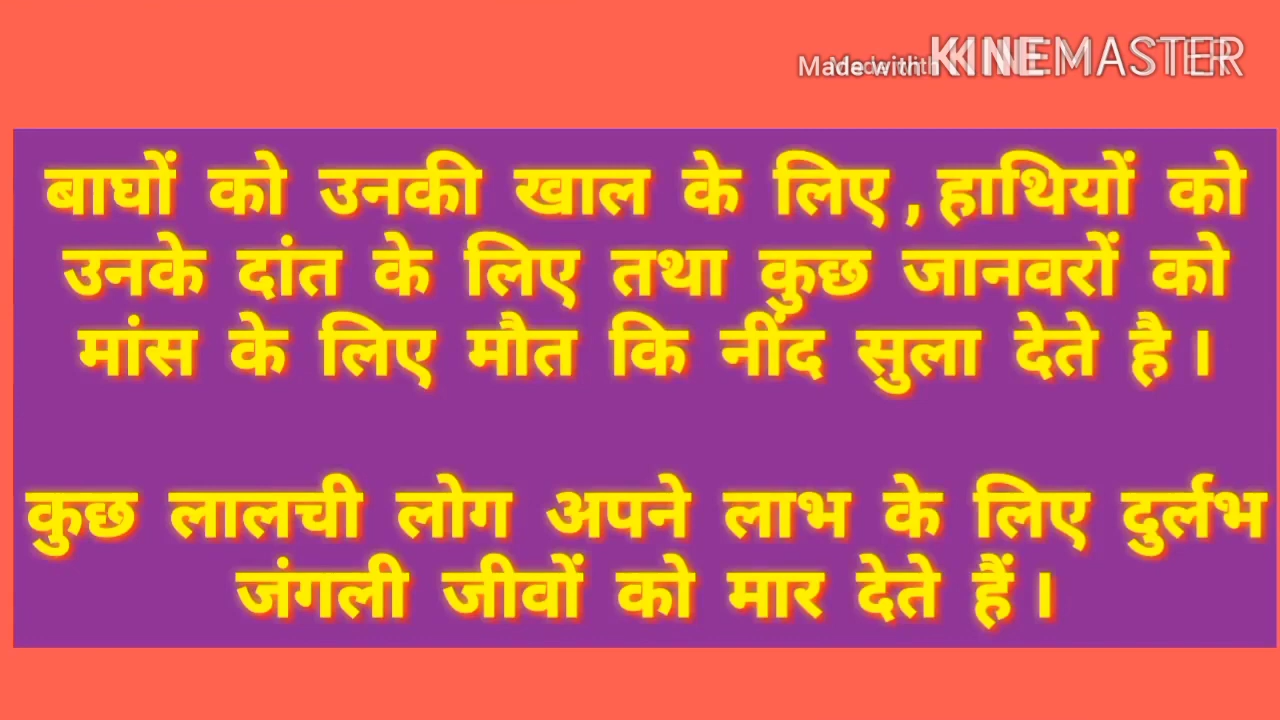 Made with KINEMASTER
बाघों को उनकी खाल के लिए , हाथियों को
उनके दांत के लिए तथा कुछ जानवरों को
मांस के लिए मौत कि नींद सुला देते है ।
कुछ लालची लोग अपने लाभ के लिए दुर्लभ
जंगली जीवों को मार देते हैं ।